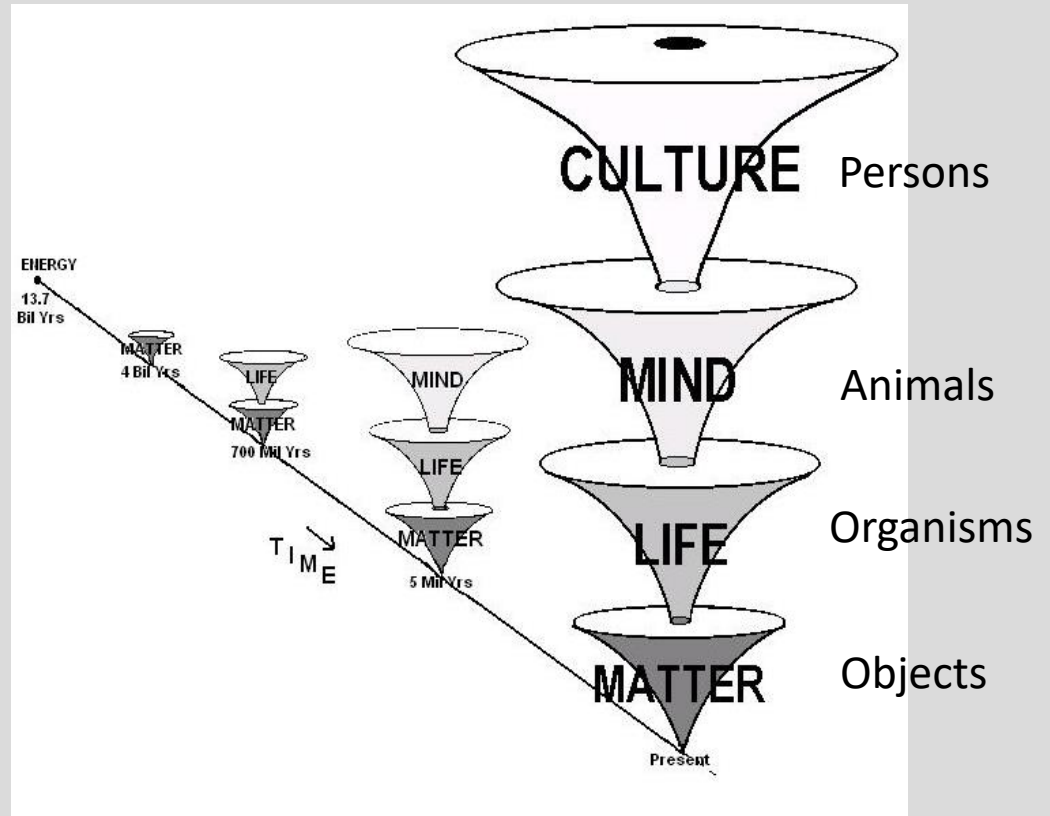 CULTURE
Persons
ENERGY
13.7
Bil Yrs
MATTER
4 Bil Yrs
LIFE
MATTER
700 Mil Yrs
MIND
LIFE
MATTER
5 Mil Yrs
TIME
MIND
Animals
LIFE
Organisms
MATTER
Objects
Present